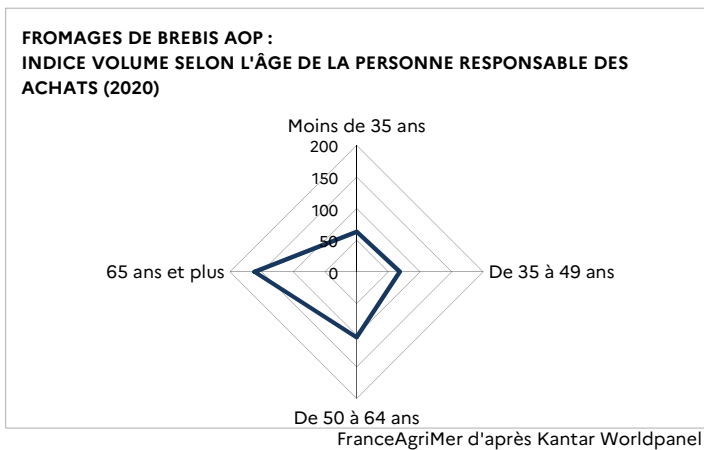 FROMAGES DE BREBIS AOP :
INDICE VOLUME SELON L'ÂGE DE LA PERSONNE RESPONSABLE DES
ACHATS (2020)
Moins de 35 ans
200
150
100
50
0
65 ans et plus
De 35 à 49 ans
De 50 à 64 ans
FranceAgriMer d'après Kantar Worldpanel